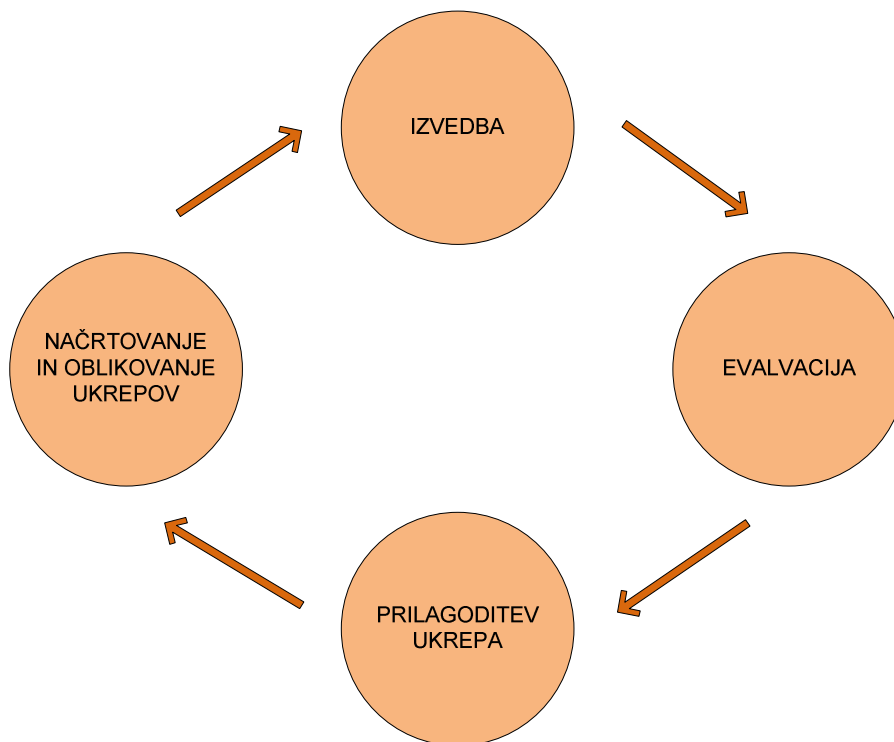 IZVEDBA
NAČRTOVANJE
IN OBLIKOVANJE
UKREPOV
EVALVACIJA
PRILAGODITEV
UKREPA